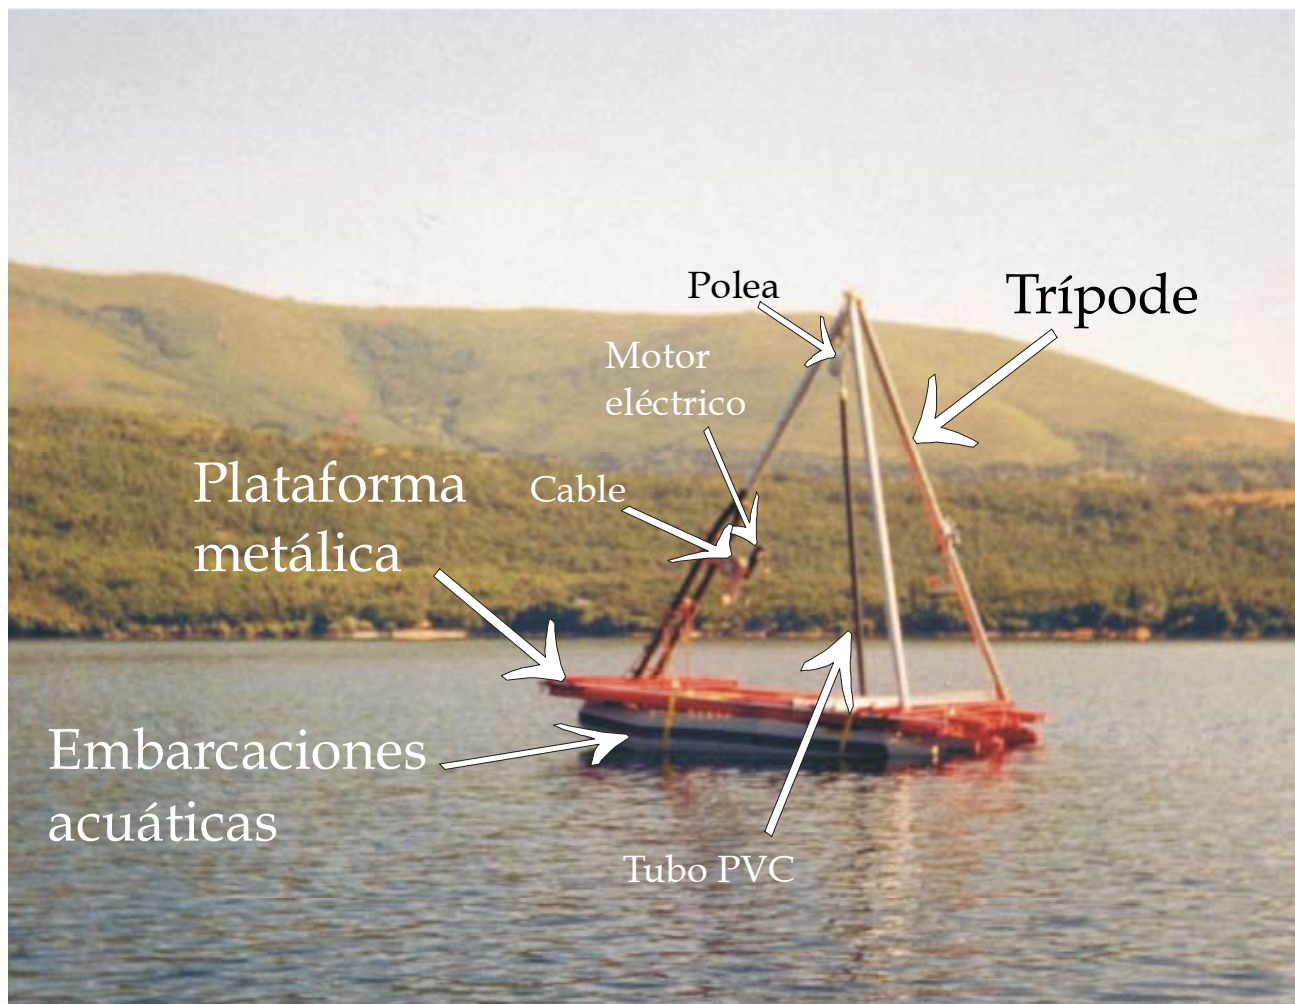 Polea
Trípode
Motor
eléctrico
Plataforma
metálica
Cable
Embarcaciones
acuáticas
Tubo PVC